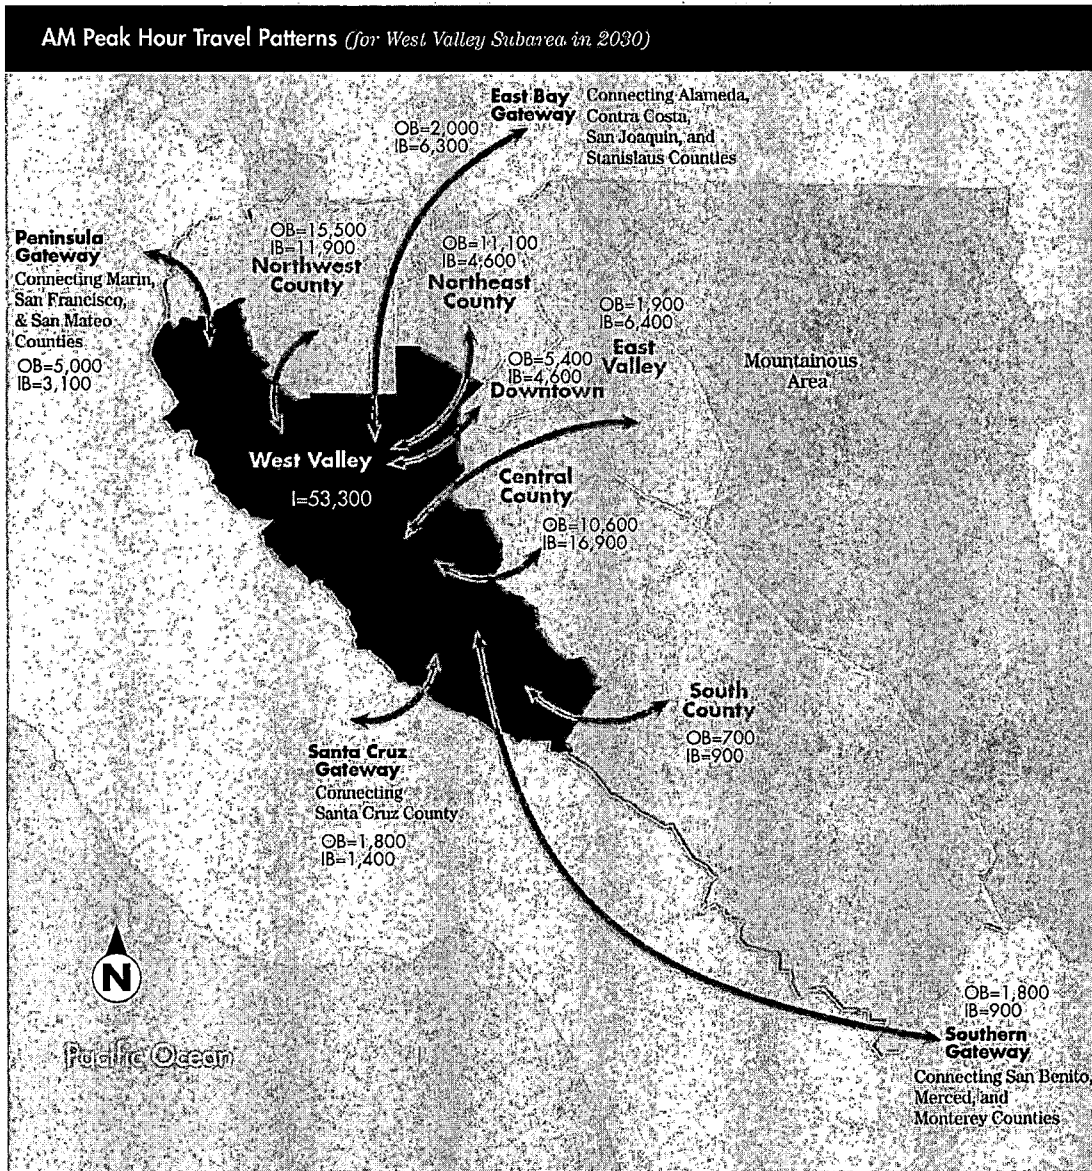 AM Peak Hour Travel Patterns (for West Valley Subarea in 2030)
East Bay
Gateway
Connecting Alameda,
Contra Costa,
San Joaquin, and
Stanislaus Counties
OB=2,000
IB=6,300
Peninsula
Gateway
Connecting Marin,
San Francisco,
& San Mateo
Counties
OB=5,000
IB=3,100
OB=15,500
IB=11,900
Northwest
County
OB=11,100
IB=4,600
Northeast
County
OB=1,900
IB=6,400
East
Valley
OB=5,400
IB=4,600
Downtown
Mountainous
Area
West Valley
I=53,300
Central
County
OB=10,600
IB=16,900
South
County
OB=700
IB=900
Santa Cruz
Gateway
Connecting
Santa Cruz County
OB=1,800
IB=1,400
N
Pacific Ocean
OB=1,800
IB=900
Southern
Gateway
Connecting San Benito,
Merced, and
Monterey Counties